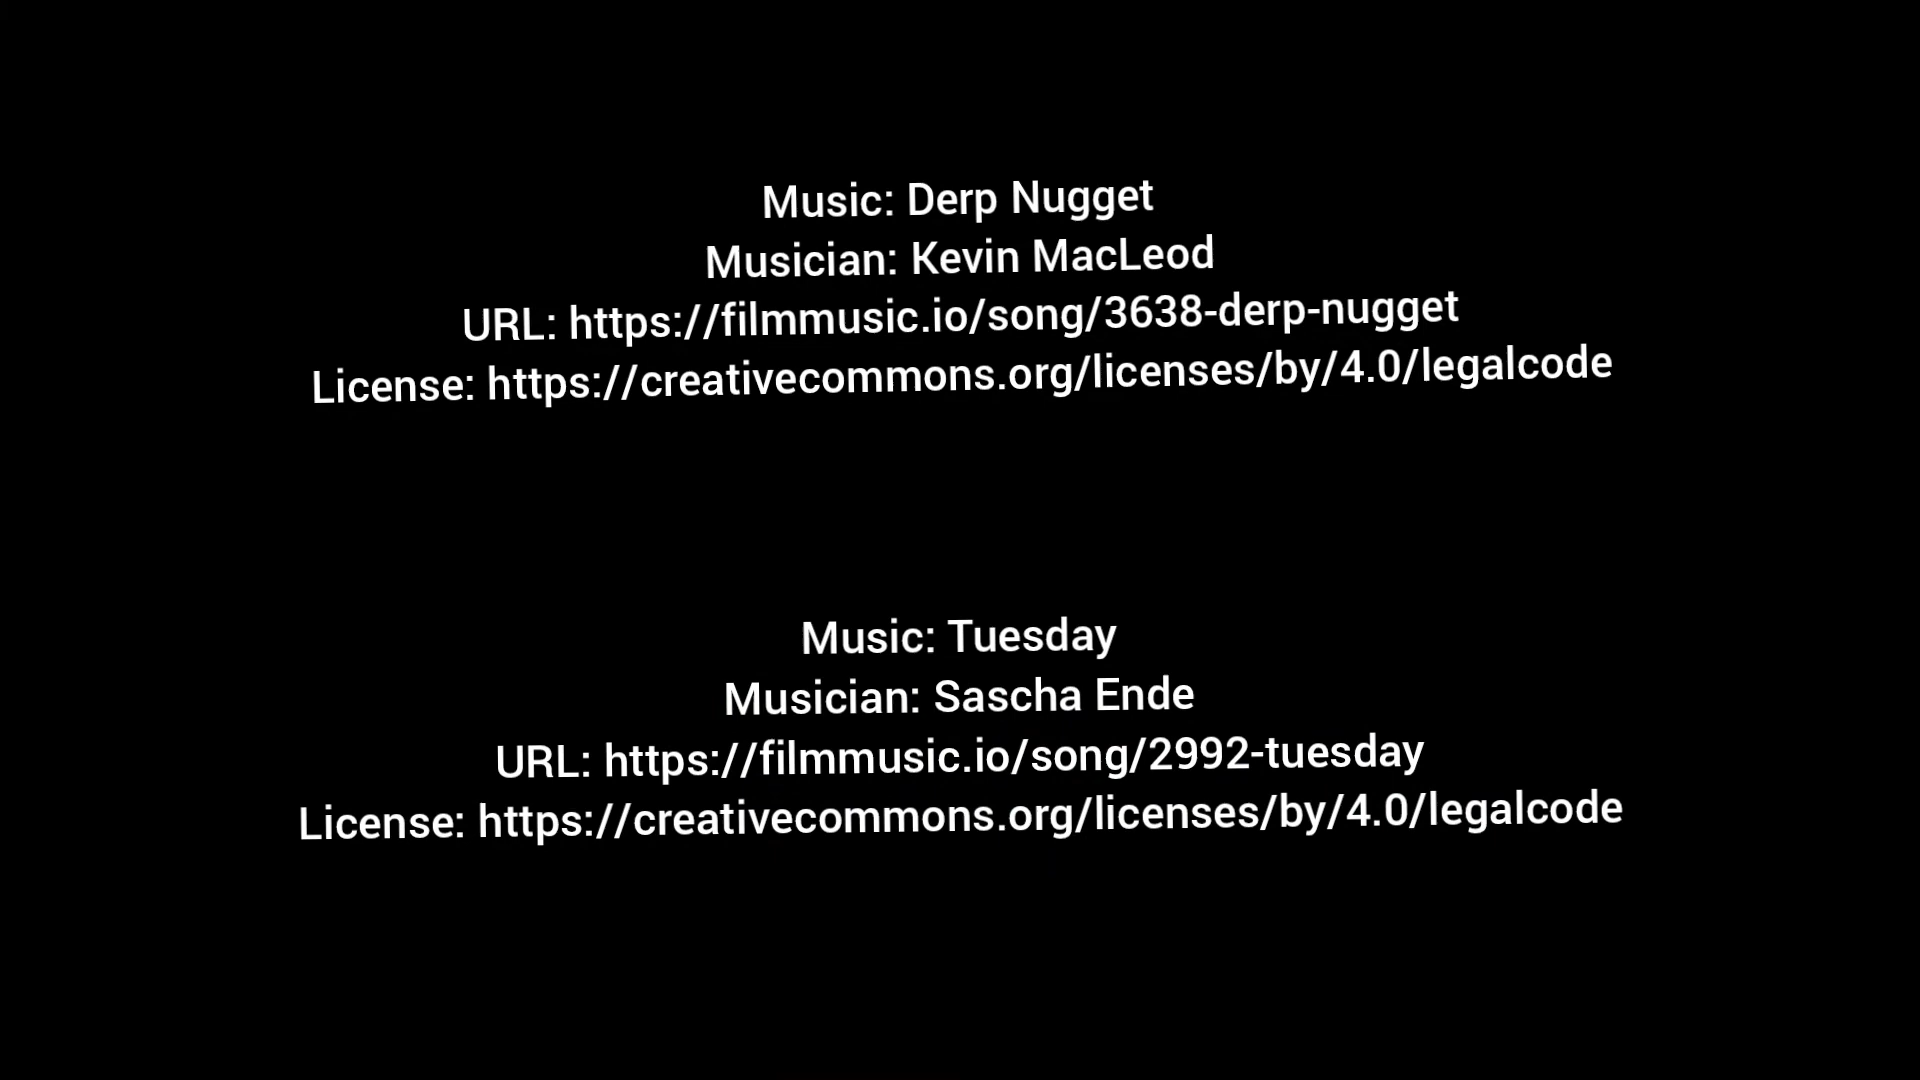 Music: Derp Nugget
Musician: Kevin MacLeod
URL: https://filmmusic.io/song/3638-derp-nugget
License: https://creativecommons.org/licenses/by/4.0/legalcode
Music: Tuesday
Musician: Sascha Ende
URL: https://filmmusic.io/song/2992-tuesday
License: https://creativecommons.org/licenses/by/4.0/legalcode